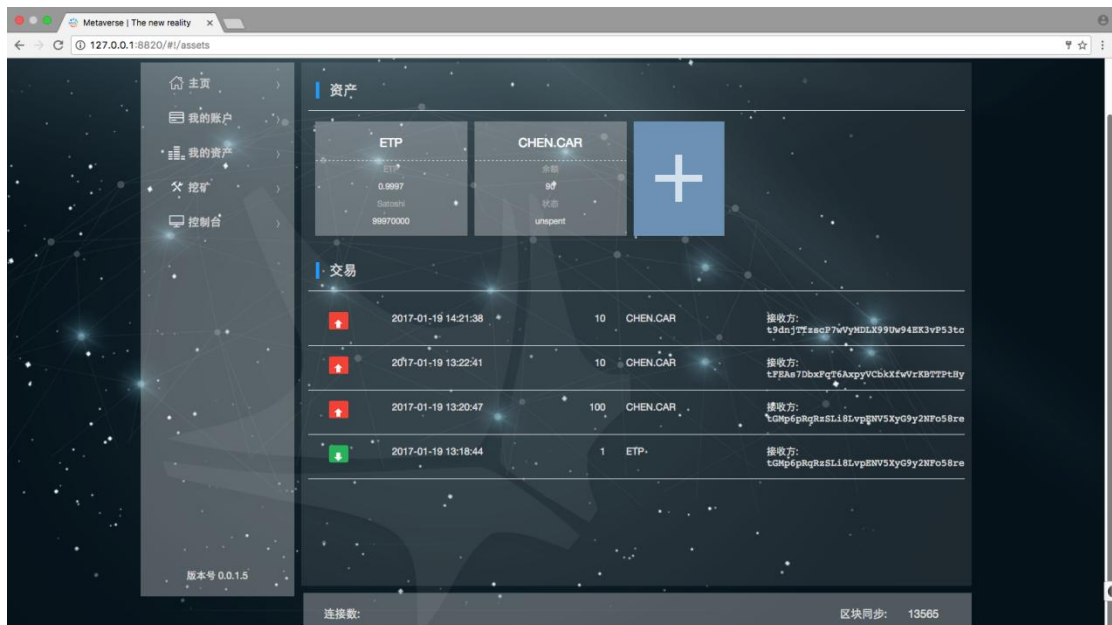 Metaverse | The new reality
127.0.0.1:8820/#!/assets
主页
我的账户
我的资产
挖矿
控制台
版本号 0.0.1.5
资产
ETP
ETP
0.9997
Satoshi
99970000
CHEN.CAR
余额
90
状态
unspent
交易
2017-01-19 14:21:38 10 CHEN.CAR 接收方:
t9dnjTfzscP7wVyMDLX99Uw94EK3vP53tc
2017-01-19 13:22:41 10 CHEN.CAR 接收方:
tFEAs7DbxFqT6AxpyVCbkXfwVrKBTTPtHy
2017-01-19 13:20:47 100 CHEN.CAR 接收方:
tGMp6pRqRzSLi8LvpENV5XyG9y2NFo58re
2017-01-19 13:18:44 1 ETP 接收方:
tGMp6pRqRzSLi8LvpENV5XyG9y2NFo58re
连接数: 区块同步: 13565